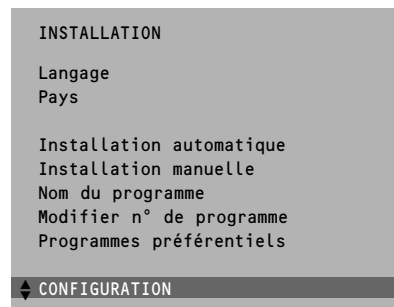 INSTALLATION
Langage
Pays
Installation automatique
Installation manuelle
Nom du programme
Modifier n° de programme
Programmes préférentiels
CONFIGURATION